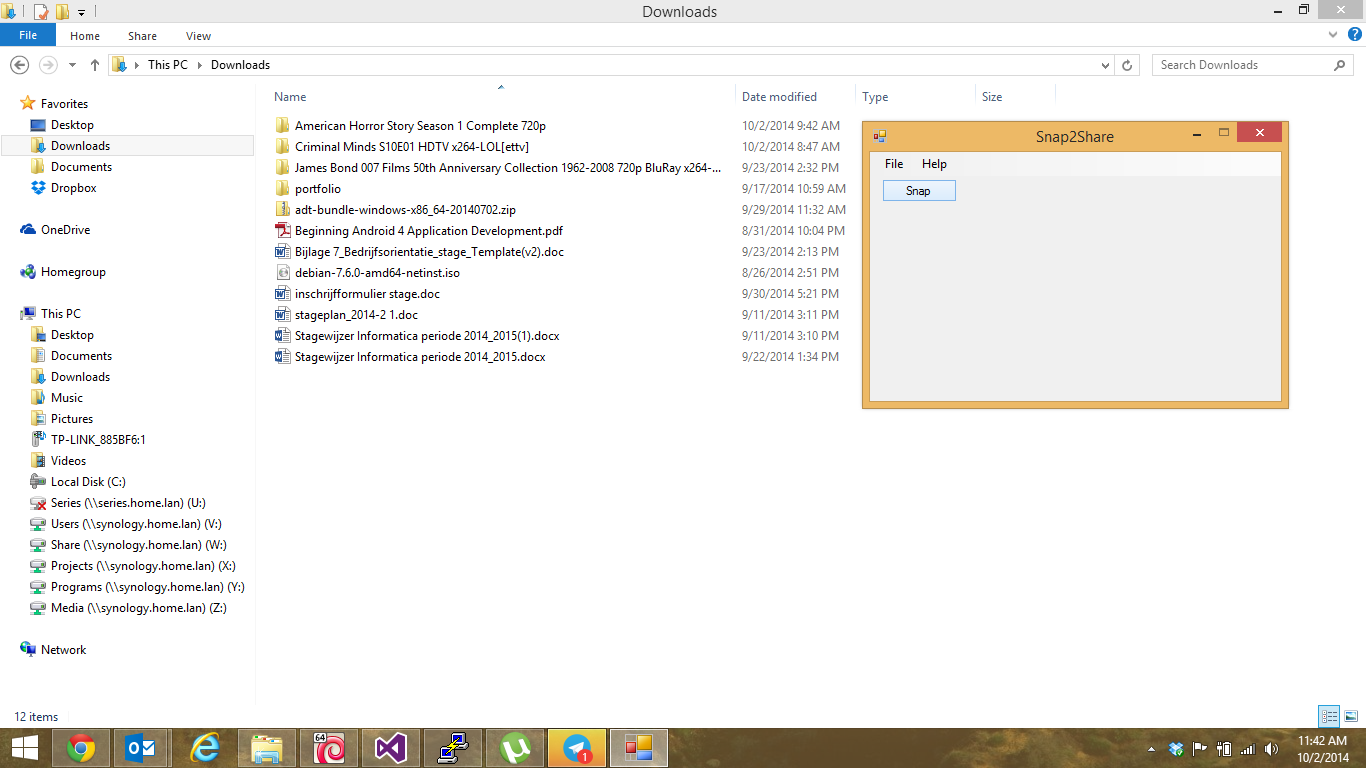 Downloads
File Home Share View
This PC Downloads
Search Downloads
Name Date modified Type Size
Favorites
Desktop
Downloads
Documents
Dropbox
OneDrive
Homegroup
This PC
Desktop
Documents
Downloads
Music
Pictures
TP-LINK_885BF6:1
Videos
Local Disk (C:)
Series (\\series.home.lan) (U:)
Users (\\synology.home.lan) (V:)
Share (\\synology.home.lan) (W:)
Projects (\\synology.home.lan) (X:)
Programs (\\synology.home.lan) (Y:)
Media (\\synology.home.lan) (Z:)
Network
American Horror Story Season 1 Complete 720p 10/2/2014 9:42 AM
Criminal Minds S10E01 HDTV x264-LOL[ettv] 10/2/2014 8:47 AM
James Bond 007 Films 50th Anniversary Collection 1962-2008 720p BluRay x264-... 9/23/2014 2:32 PM
portfolio 9/17/2014 10:59 AM
adt-bundle-windows-x86_64-20140702.zip 9/29/2014 11:32 AM
Beginning Android 4 Application Development.pdf 8/31/2014 10:04 PM
Bijlage 7_Bedrijfsorientatie_stage_Template(v2).doc 9/23/2014 2:13 PM
debian-7.6.0-amd64-netinst.iso 8/26/2014 2:51 PM
inschrijfformulier stage.doc 9/30/2014 5:21 PM
stageplan_2014-2 1.doc 9/11/2014 3:11 PM
Stagewijzer Informatica periode 2014_2015(1).docx 9/11/2014 3:10 PM
Stagewijzer Informatica periode 2014_2015.docx 9/22/2014 1:34 PM
Snap2Share
File Help
Snap
12 items
64
1
11:42 AM
10/2/2014